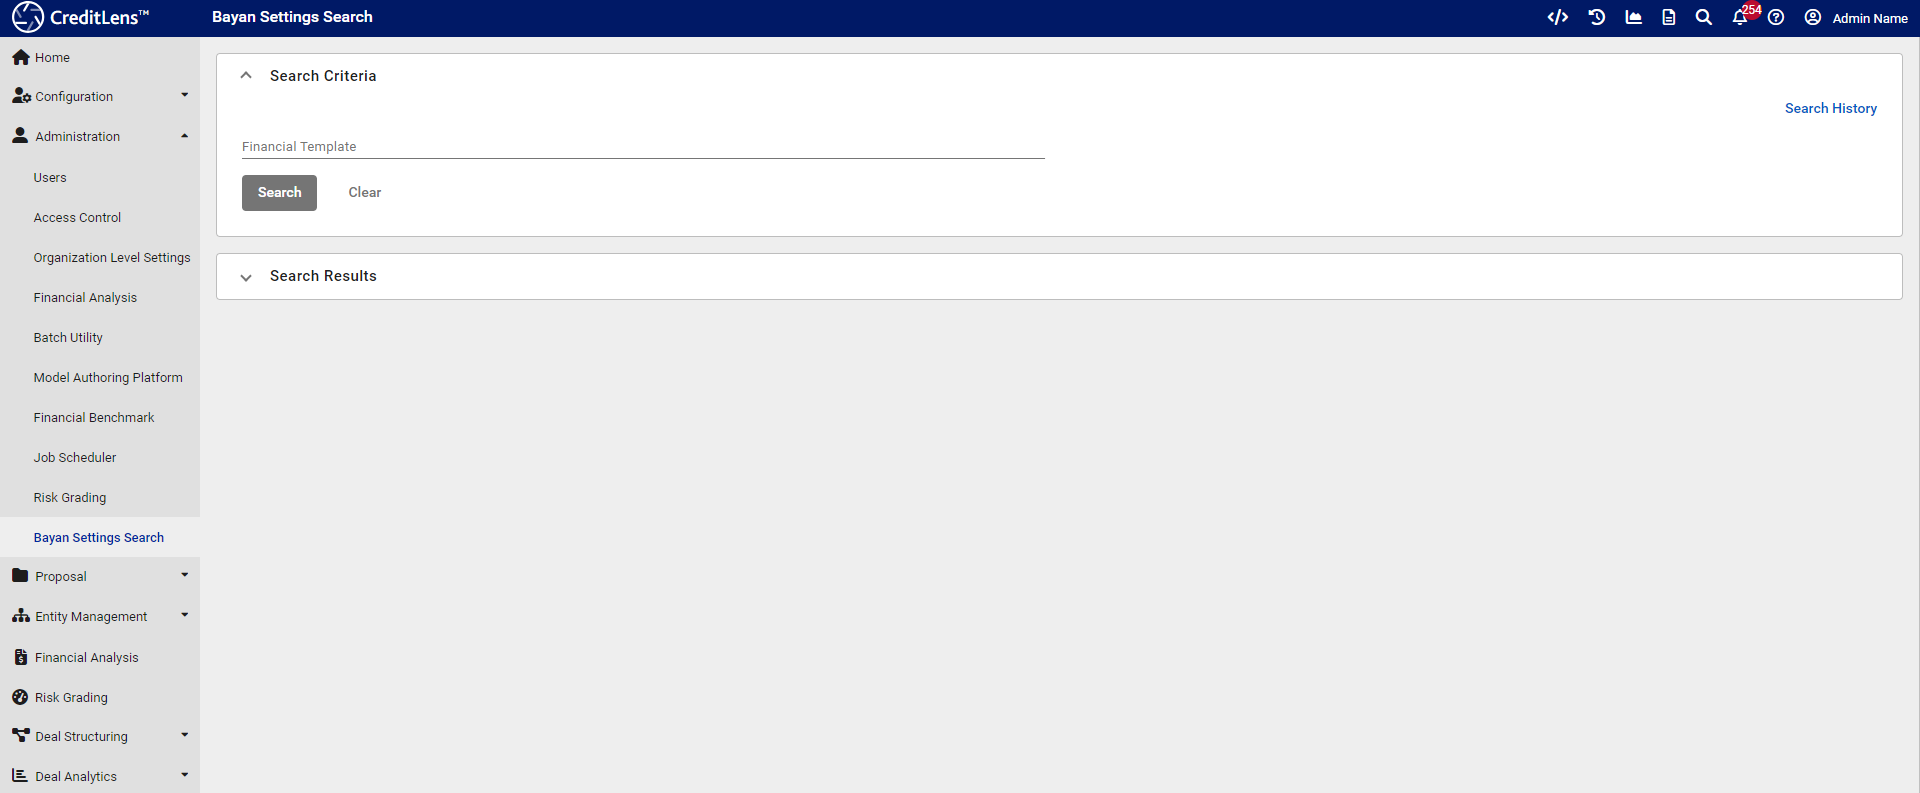 CreditLens™
Bayan Settings Search
254
Admin Name
Home
Configuration
Administration
Users
Access Control
Organization Level Settings
Financial Analysis
Batch Utility
Model Authoring Platform
Financial Benchmark
Job Scheduler
Risk Grading
Bayan Settings Search
Proposal
Entity Management
Financial Analysis
Risk Grading
Deal Structuring
Deal Analytics
Search Criteria
Search History
Financial Template
Search
Clear
Search Results